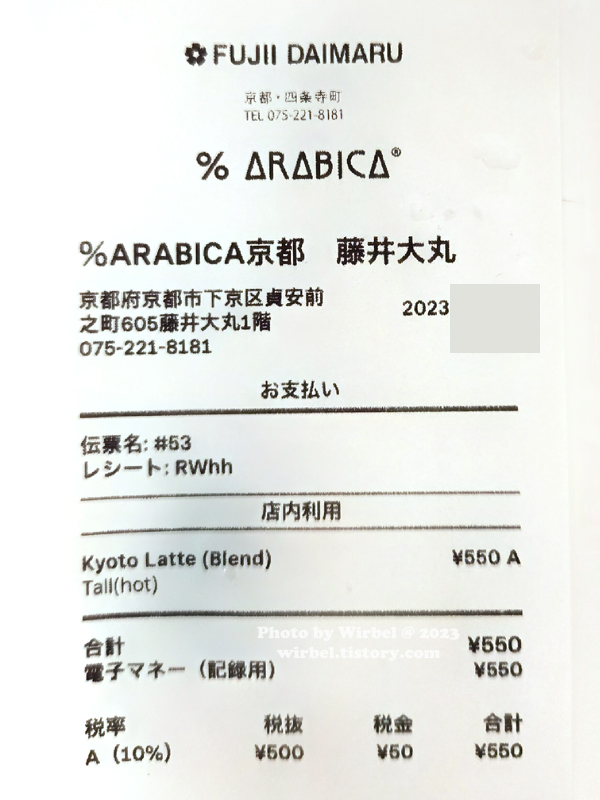 FUJII DAIMARU
京都・四条寺町
TEL 075-221-8181
% ARABICA®
%ARABICA京都 藤井大丸
京都府京都市下京区貞安前
之町605藤井大丸1階
075-221-8181
2023
お支払い
伝票名: #53
レシート: RWhh
店内利用
Kyoto Latte (Blend) ¥550 A
Tall(hot)
合計 ¥550
電子マネー（記録用） ¥550
Photo by Wirbel @ 2023
wirbel.tistory.com
税率 税抜 税金 合計
A（10%） ¥500 ¥50 ¥550